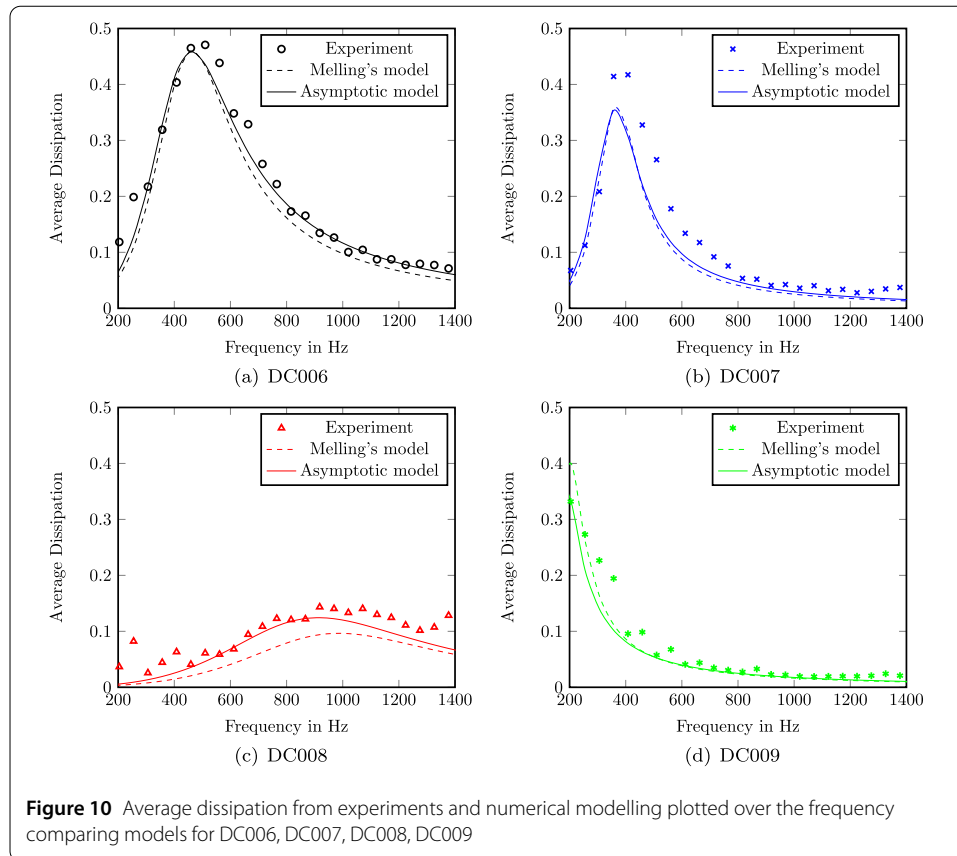 0.5
0.4
0.3
0.2
0.1
0
Average Dissipation
Experiment
Melling's model
Asymptotic model
200 400 600 800 1000 1200 1400
Frequency in Hz
(a) DC006
0.5
0.4
0.3
0.2
0.1
0
Average Dissipation
Experiment
Melling's model
Asymptotic model
200 400 600 800 1000 1200 1400
Frequency in Hz
(b) DC007
0.5
0.4
0.3
0.2
0.1
0
Average Dissipation
Experiment
Melling's model
Asymptotic model
200 400 600 800 1000 1200 1400
Frequency in Hz
(c) DC008
0.5
0.4
0.3
0.2
0.1
0
Average Dissipation
Experiment
Melling's model
Asymptotic model
200 400 600 800 1000 1200 1400
Frequency in Hz
(d) DC009
Figure 10 Average dissipation from experiments and numerical modelling plotted over the frequency
comparing models for DC006, DC007, DC008, DC009